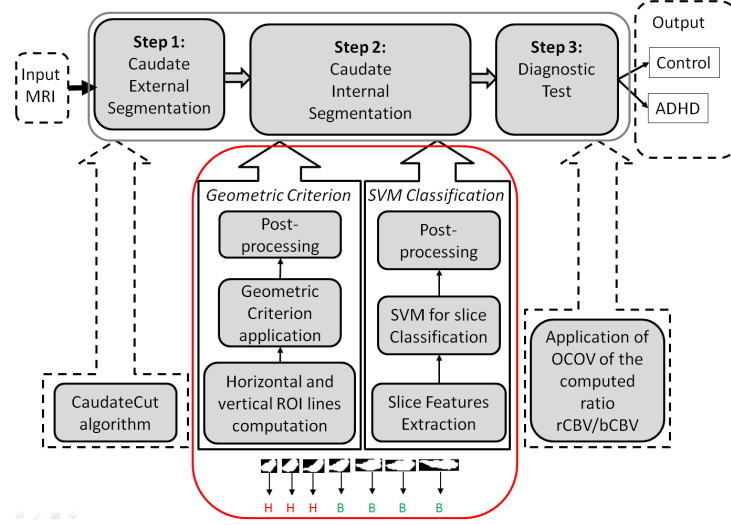 Input
MRI
Step 1:
Caudate
External
Segmentation
Step 2:
Caudate
Internal
Segmentation
Step 3:
Diagnostic
Test
Output
Control
ADHD
Geometric Criterion
Post-
processing
Geometric
Criterion
application
Horizontal and
vertical ROI lines
computation
SVM Classification
Post-
processing
SVM for slice
Classification
Slice Features
Extraction
CaudateCut
algorithm
Application of
OCOV of the
computed
ratio
rCBV/bCBV
H H H B B B B